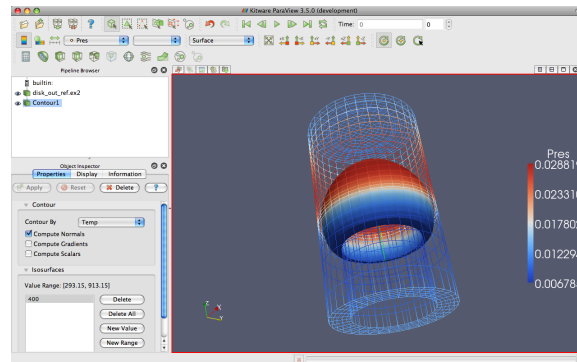 Kitware ParaView 3.5.0 (development)
Time: 0 0
Pres Surface
Pipeline Browser
builtin:
disk_out_ref.ex2
Contour1
Object Inspector
Properties Display Information
Apply Reset Delete ?
Contour
Contour By Temp
Compute Normals
Compute Gradients
Compute Scalars
Isosurfaces
Value Range: [293.15, 913.15]
400
Delete
Delete All
New Value
New Range
Pres
0.02881
0.023310
0.017802
0.012294
0.00678
Z
X
Y